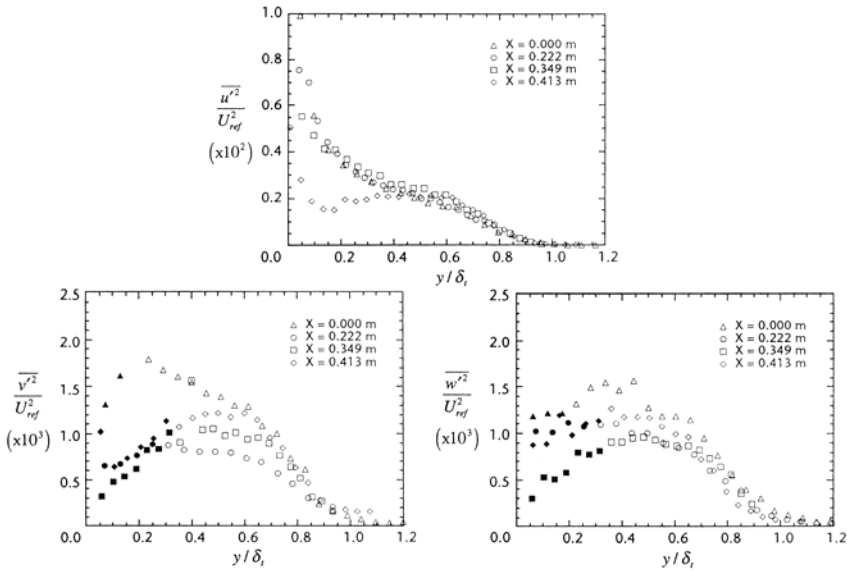 1.0
0.8
0.6
0.4
0.2
0.0
0.2
0.4
0.6
0.8
1.0
1.2
u'²
U²ref
(x10²)
y/δt
△ X = 0.000 m
○ X = 0.222 m
□ X = 0.349 m
◇ X = 0.413 m
2.5
2.0
1.5
1.0
0.5
0.0
0.2
0.4
0.6
0.8
1.0
1.2
v'²
U²ref
(x10³)
y/δt
△ X = 0.000 m
○ X = 0.222 m
□ X = 0.349 m
◇ X = 0.413 m
2.5
2.0
1.5
1.0
0.5
0.0
0.2
0.4
0.6
0.8
1.0
1.2
w'²
U²ref
(x10³)
y/δt
△ X = 0.000 m
○ X = 0.222 m
□ X = 0.349 m
◇ X = 0.413 m